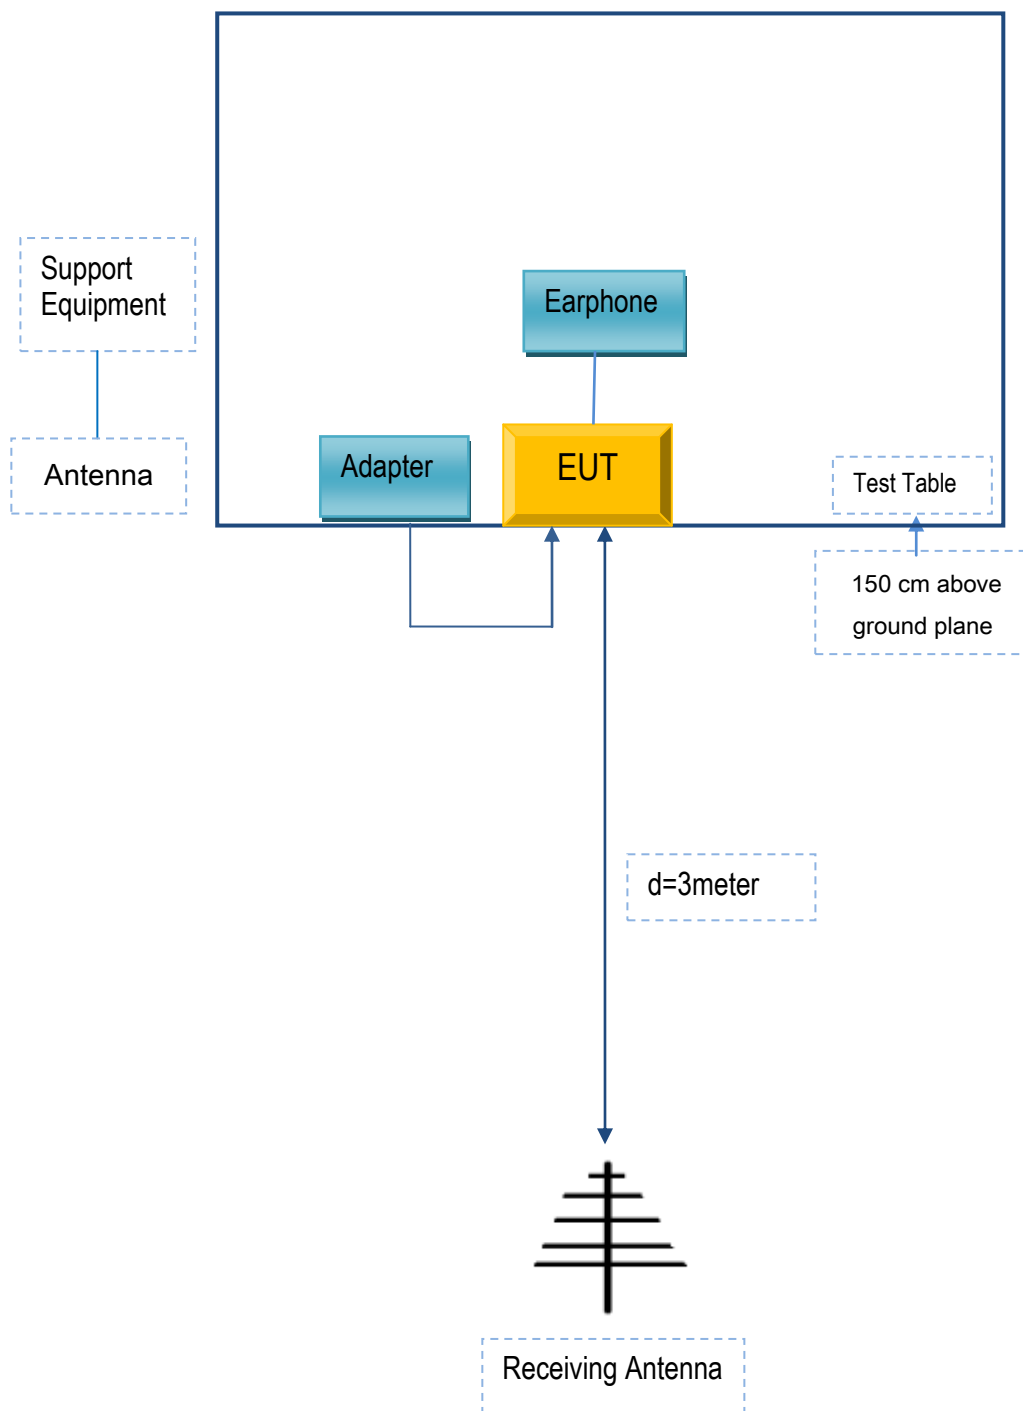 Support
Equipment
Antenna
Earphone
Adapter
EUT
Test Table
150 cm above
ground plane
d=3meter
Receiving Antenna